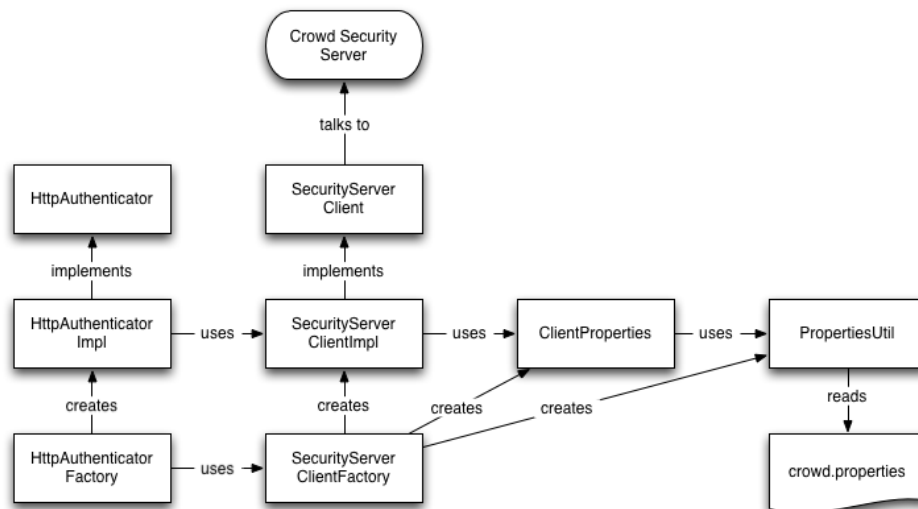 Crowd Security
Server
talks to
HttpAuthenticator
SecurityServer
Client
implements
implements
HttpAuthenticator
Impl
uses
SecurityServer
ClientImpl
uses
ClientProperties
uses
PropertiesUtil
creates
creates
creates
creates
reads
HttpAuthenticator
Factory
uses
SecurityServer
ClientFactory
crowd.properties